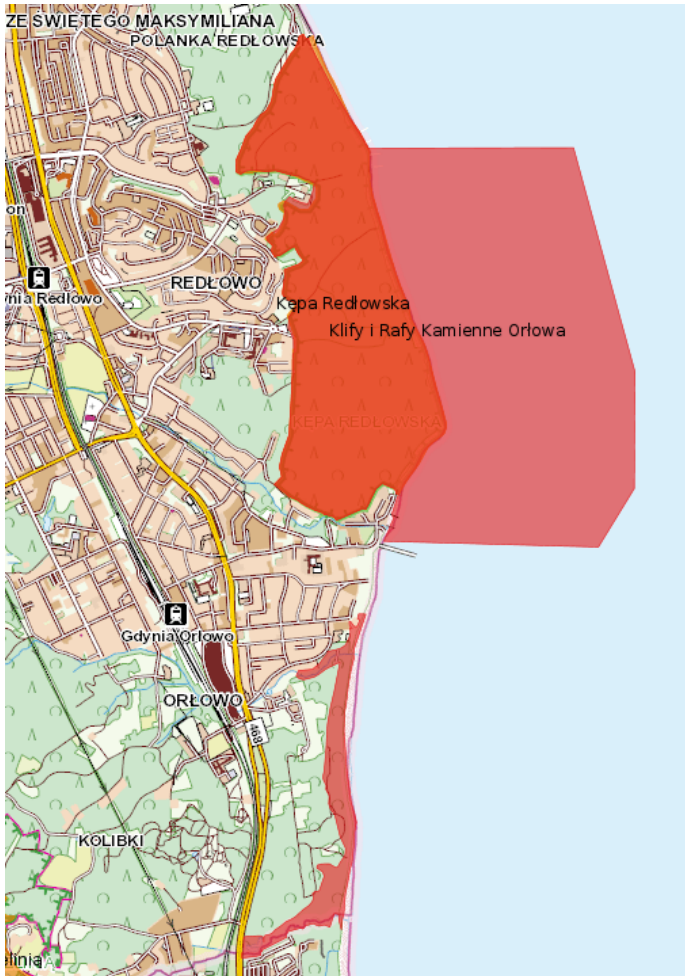 ZE ŚWIĘTEGO MAKSYMILIANA
POLANKA REDŁOWSKA
on
REDŁOWO
ynia Redłowo
Kępa Redłowska
Klify i Rafy Kamienne Orłowa
KĘPA REDŁOWSKA
Gdynia Orłowo
ORŁOWO
468
KOLIBKI
elinia